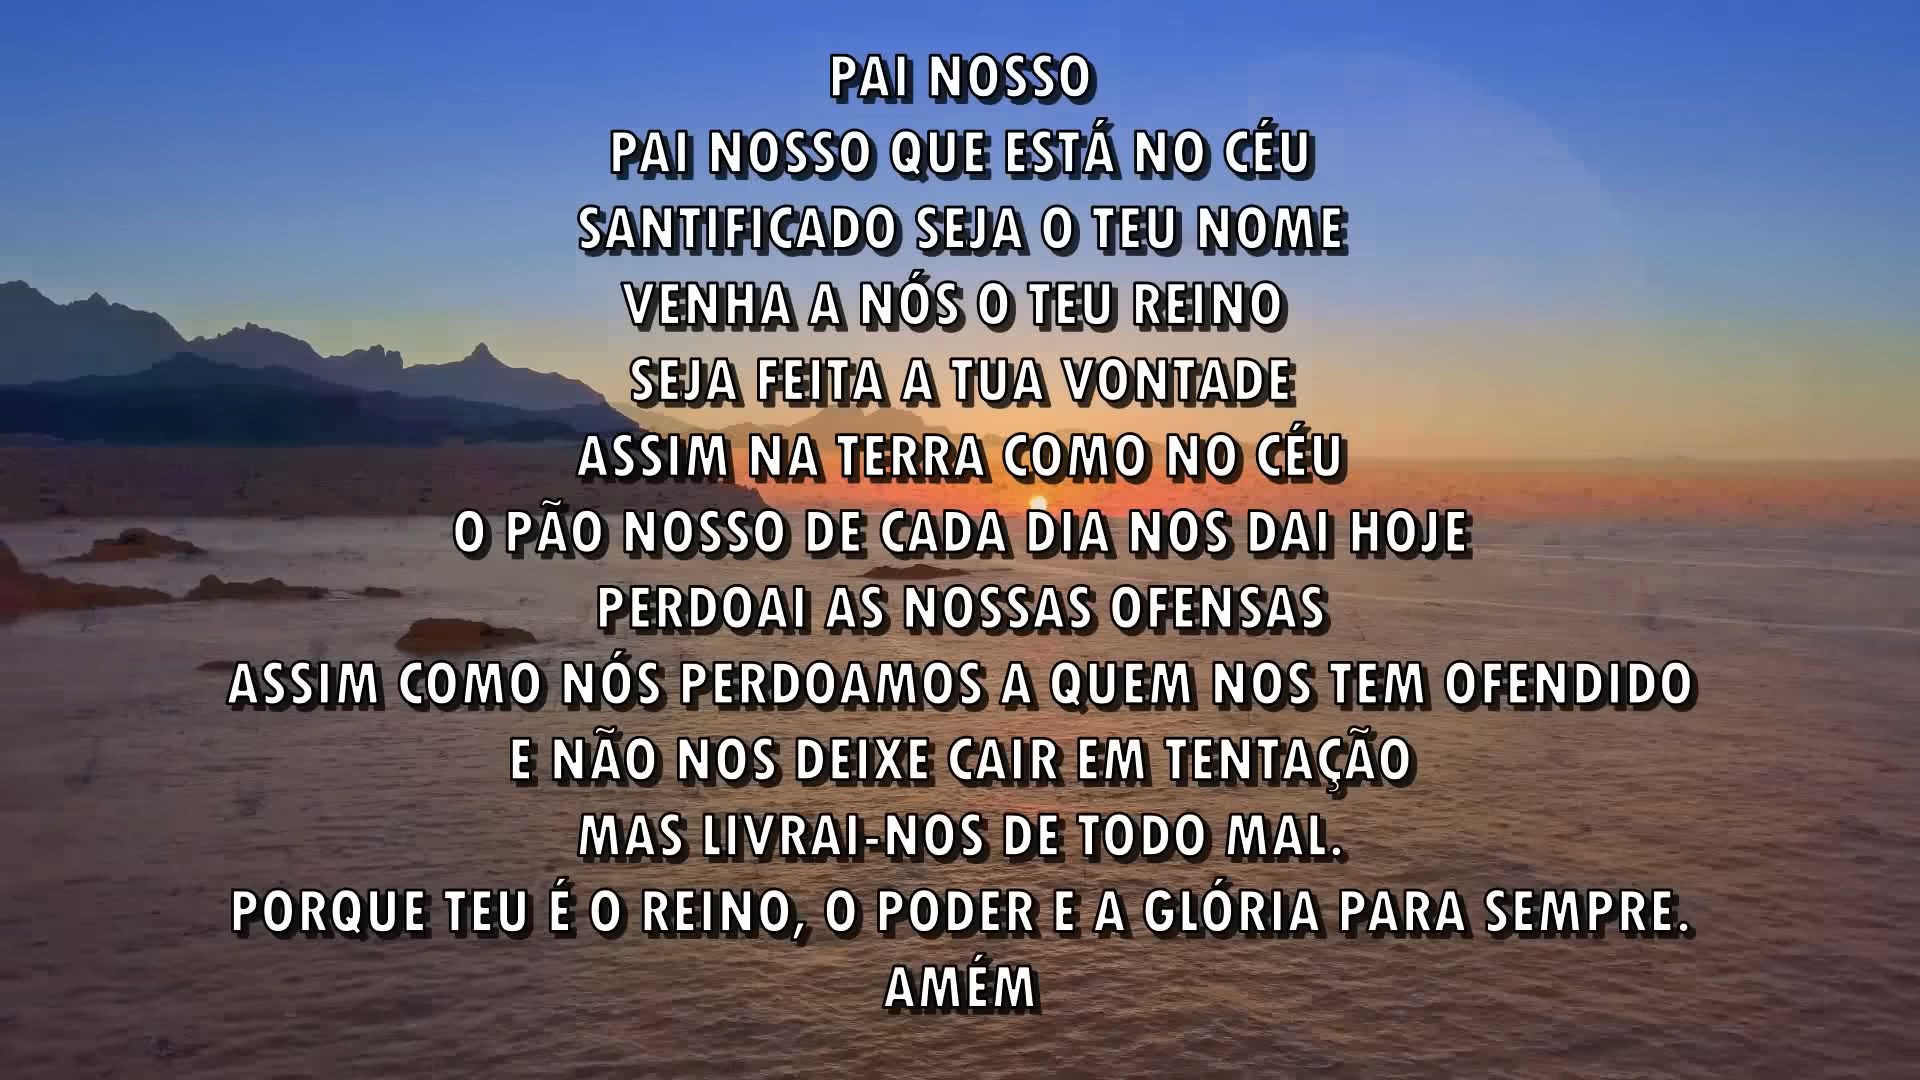 PAI NOSSO
PAI NOSSO QUE ESTÁ NO CÉU
SANTIFICADO SEJA O TEU NOME
VENHA A NÓS O TEU REINO
SEJA FEITA A TUA VONTADE
ASSIM NA TERRA COMO NO CÉU
O PÃO NOSSO DE CADA DIA NOS DAI HOJE
PERDOAI AS NOSSAS OFENSAS
ASSIM COMO NÓS PERDOAMOS A QUEM NOS TEM OFENDIDO
E NÃO NOS DEIXE CAIR EM TENTAÇÃO
MAS LIVRAI-NOS DE TODO MAL.
PORQUE TEU É O REINO, O PODER E A GLÓRIA PARA SEMPRE.
AMÉM